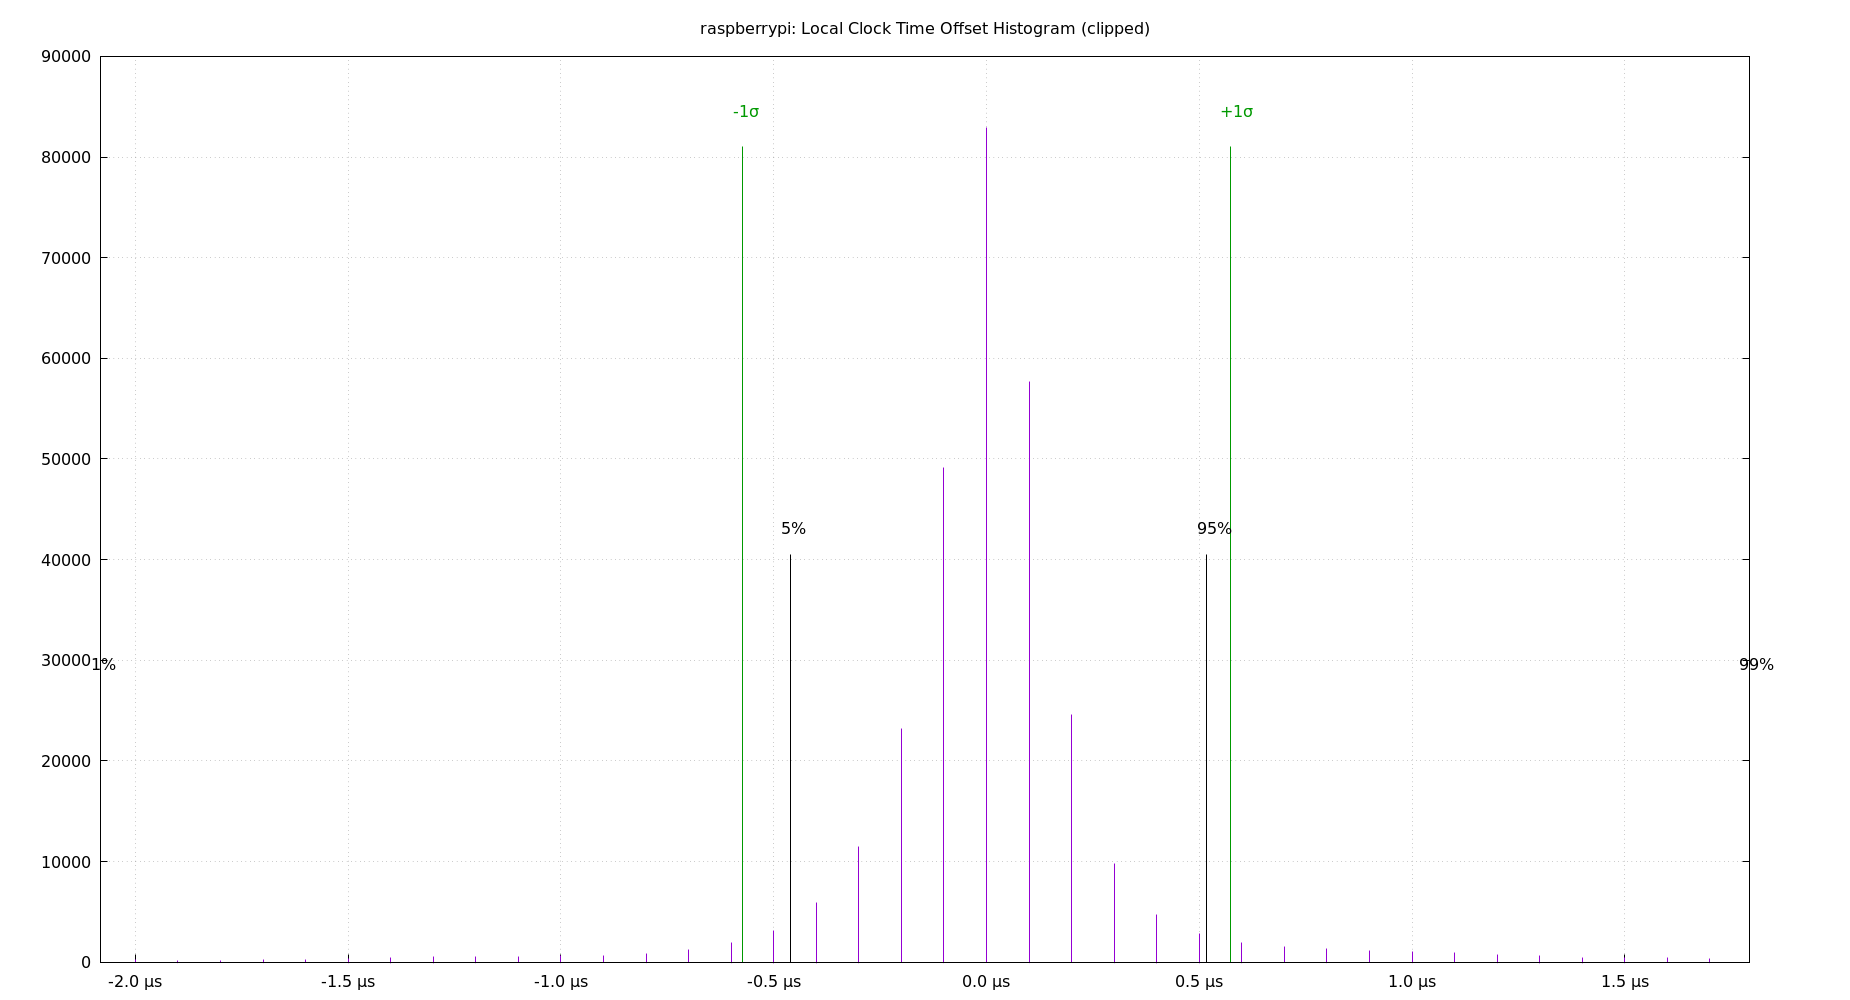 raspberrypi: Local Clock Time Offset Histogram (clipped)
90000
-1σ
+1σ
80000
70000
60000
50000
5%
95%
40000
30000
1%
99%
20000
10000
0
-2.0 µs
-1.5 µs
-1.0 µs
-0.5 µs
0.0 µs
0.5 µs
1.0 µs
1.5 µs